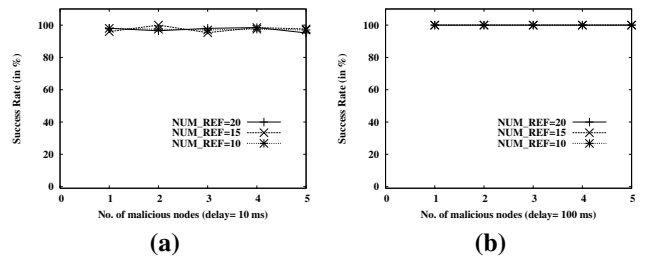 100
80
60
40
20
0
Success Rate (in %)
NUM_REF=20
NUM_REF=15
NUM_REF=10
0 1 2 3 4 5
No. of malicious nodes (delay= 10 ms)
(a)
100
80
60
40
20
0
Success Rate (in %)
NUM_REF=20
NUM_REF=15
NUM_REF=10
0 1 2 3 4 5
No. of malicious nodes (delay= 100 ms)
(b)